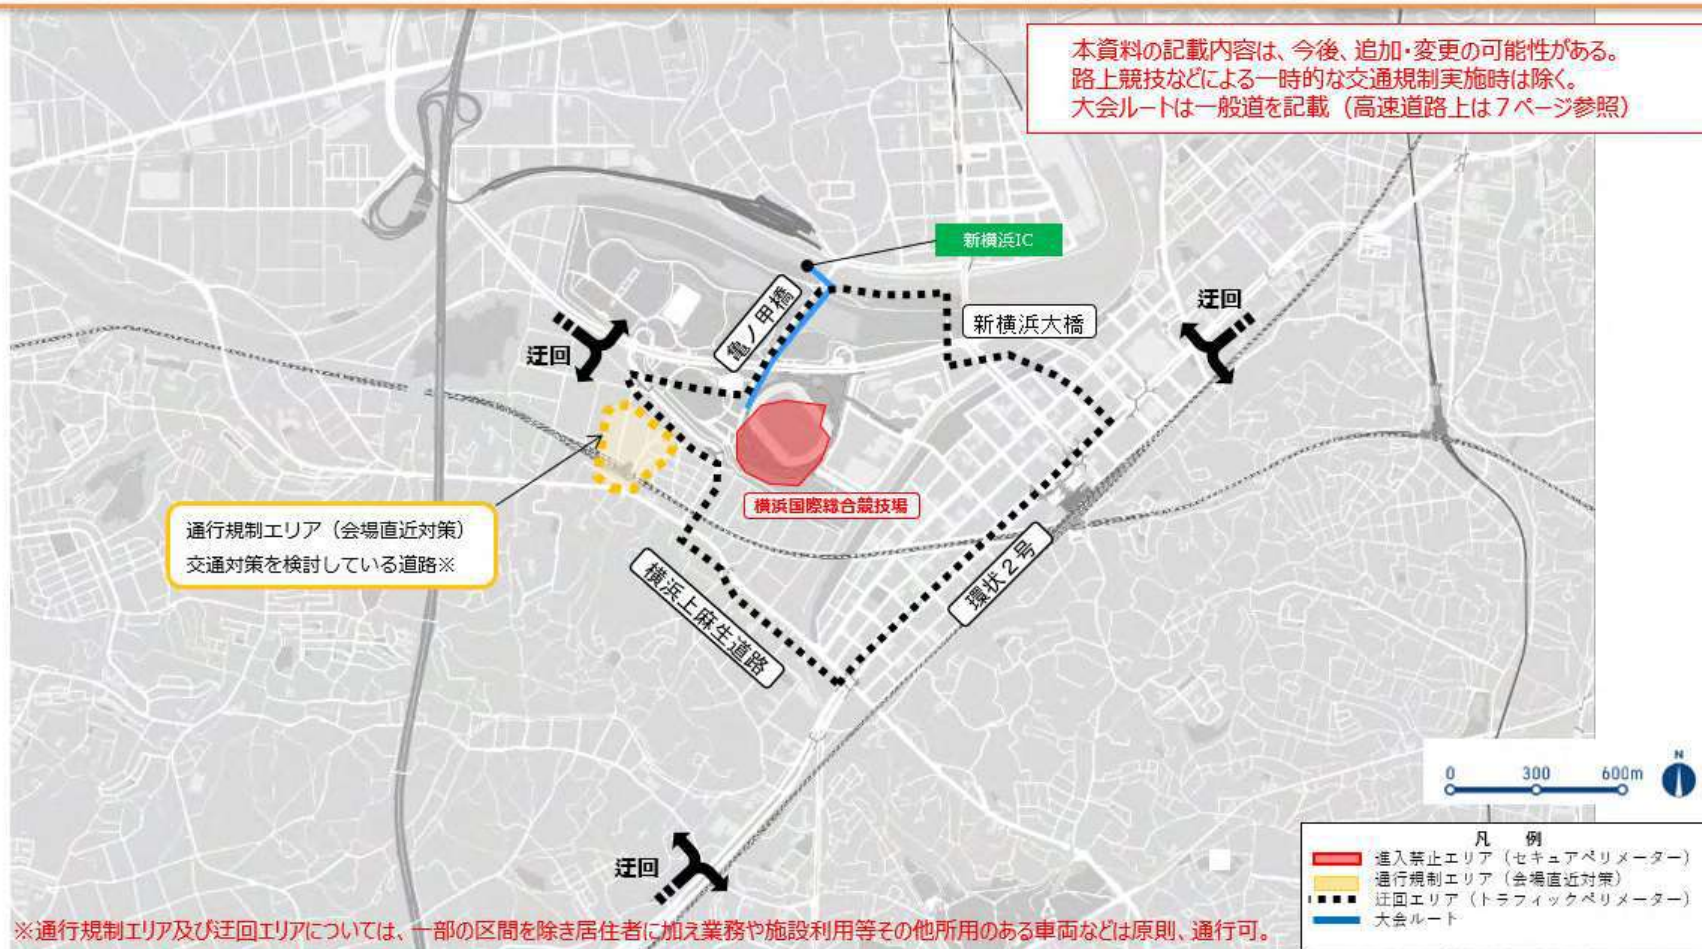 本資料の記載内容は、今後、追加・変更の可能性がある。
路上競技などによる一時的な交通規制実施時は除く。
大会ルートは一般道を記載（高速道路上は７ページ参照）
新横浜IC
亀ノ甲橋
新横浜大橋
迂回
迂回
横浜国際総合競技場
通行規制エリア（会場直近対策）
交通対策を検討している道路※
環状２号
横浜上麻生道路
迂回
0 300 600m
N
凡 例
進入禁止エリア（セキュアペリメーター）
通行規制エリア（会場直近対策）
迂回エリア（トラフィックペリメーター）
大会ルート
※通行規制エリア及び迂回エリアについては、一部の区間を除き居住者に加え業務や施設利用等その他所用のある車両などは原則、通行可。